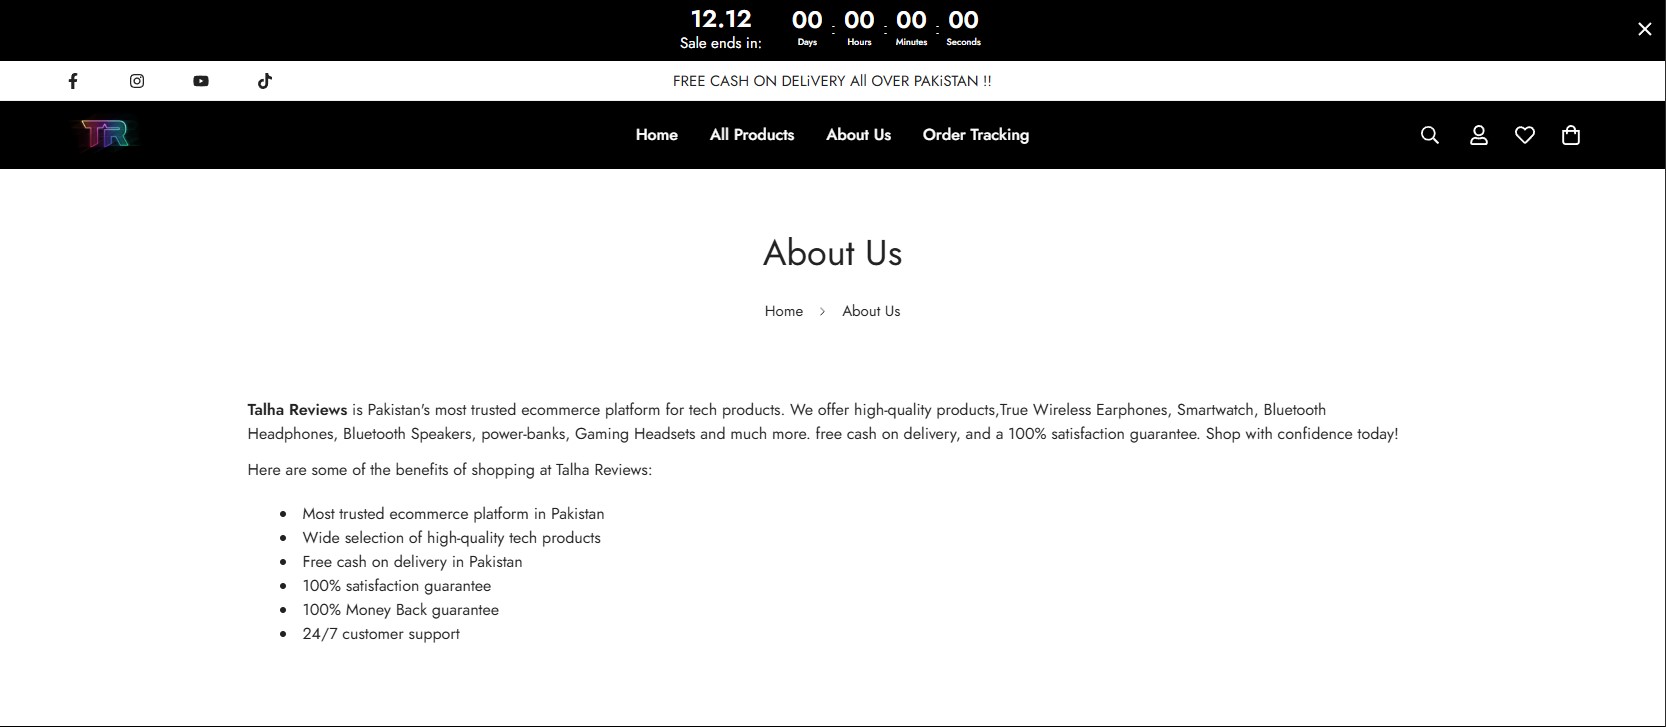 12.12
Sale ends in:
00 : 00 : 00 : 00
Days Hours Minutes Seconds
FREE CASH ON DELiVERY All OVER PAKiSTAN !!
TR
Home All Products About Us Order Tracking
About Us
Home > About Us
Talha Reviews is Pakistan's most trusted ecommerce platform for tech products. We offer high-quality products,True Wireless Earphones, Smartwatch, Bluetooth
Headphones, Bluetooth Speakers, power-banks, Gaming Headsets and much more. free cash on delivery, and a 100% satisfaction guarantee. Shop with confidence today!
Here are some of the benefits of shopping at Talha Reviews:
• Most trusted ecommerce platform in Pakistan
• Wide selection of high-quality tech products
• Free cash on delivery in Pakistan
• 100% satisfaction guarantee
• 100% Money Back guarantee
• 24/7 customer support